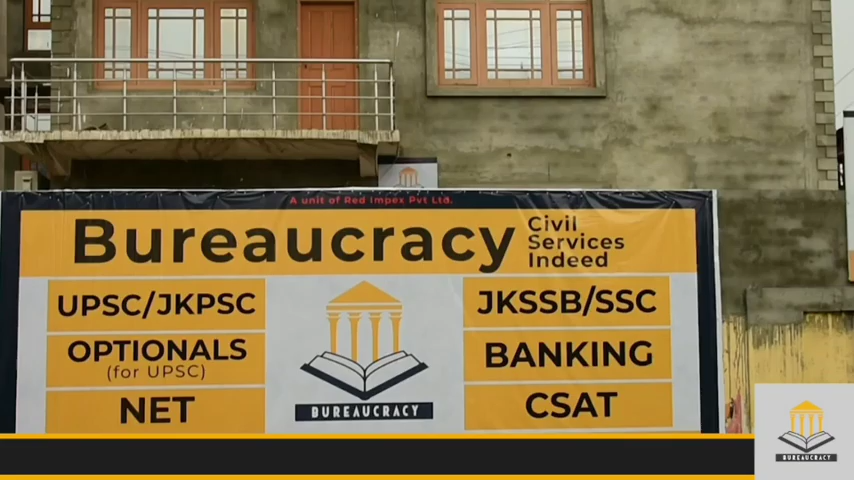 A unit of Red Impex Pvt Ltd.
Bureaucracy
Civil
Services
Indeed
UPSC/JKPSC
OPTIONALS
(for UPSC)
NET
BUREAUCRACY
JKSSB/SSC
BANKING
CSAT
BUREAUCRACY